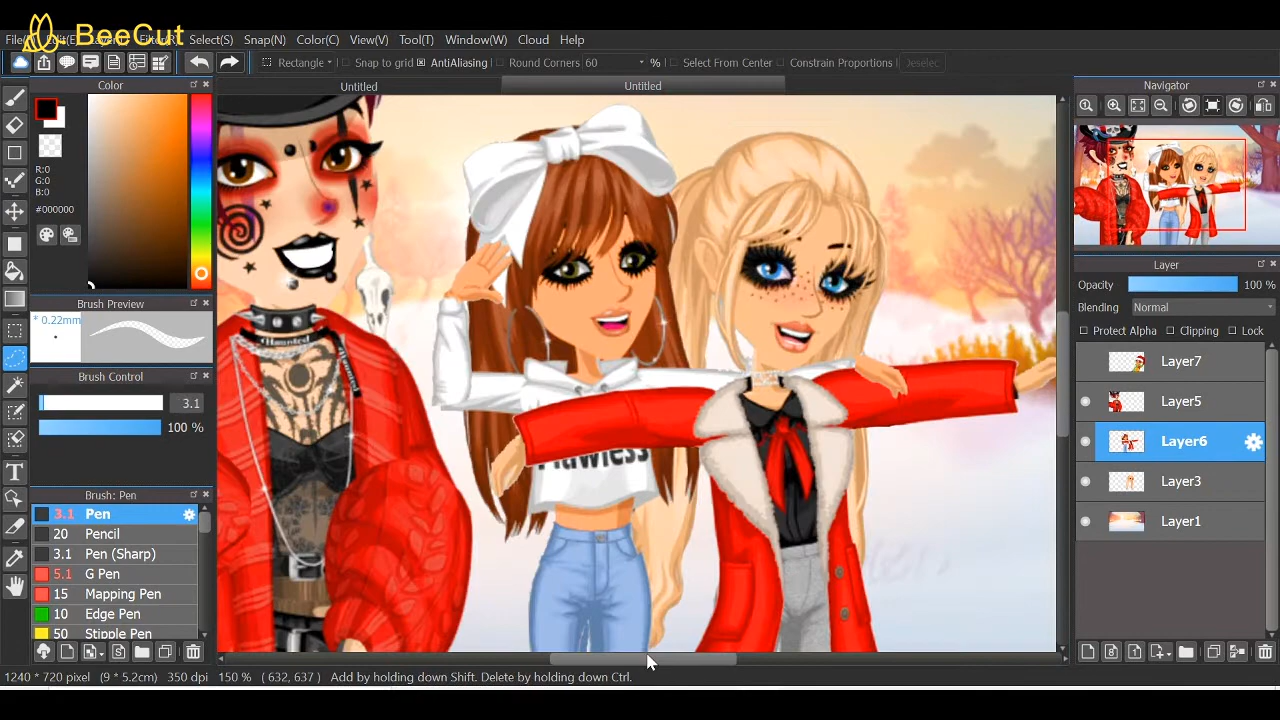 BeeCut
Select(S) Snap(N) Color(C) View(V) Tool(T) Window(W) Cloud Help
Rectangle Snap to grid AntiAliasing Round Corners 60 % Select From Center Constrain Proportions Deselec
Untitled Untitled
Color
R:0
G:0
B:0
#000000
Brush Preview
* 0.22mm
Brush Control
3.1
100 %
Brush: Pen
3.1 Pen
20 Pencil
3.1 Pen (Sharp)
5.1 G Pen
15 Mapping Pen
10 Edge Pen
50 Stipple Pen
Haunted
Flawless
Navigator
Layer
Opacity 100 %
Blending Normal
Protect Alpha Clipping Lock
Layer7
Layer5
Layer6
Layer3
Layer1
1240 * 720 pixel (9 * 5.2cm) 350 dpi 150 % ( 632, 637 ) Add by holding down Shift. Delete by holding down Ctrl.